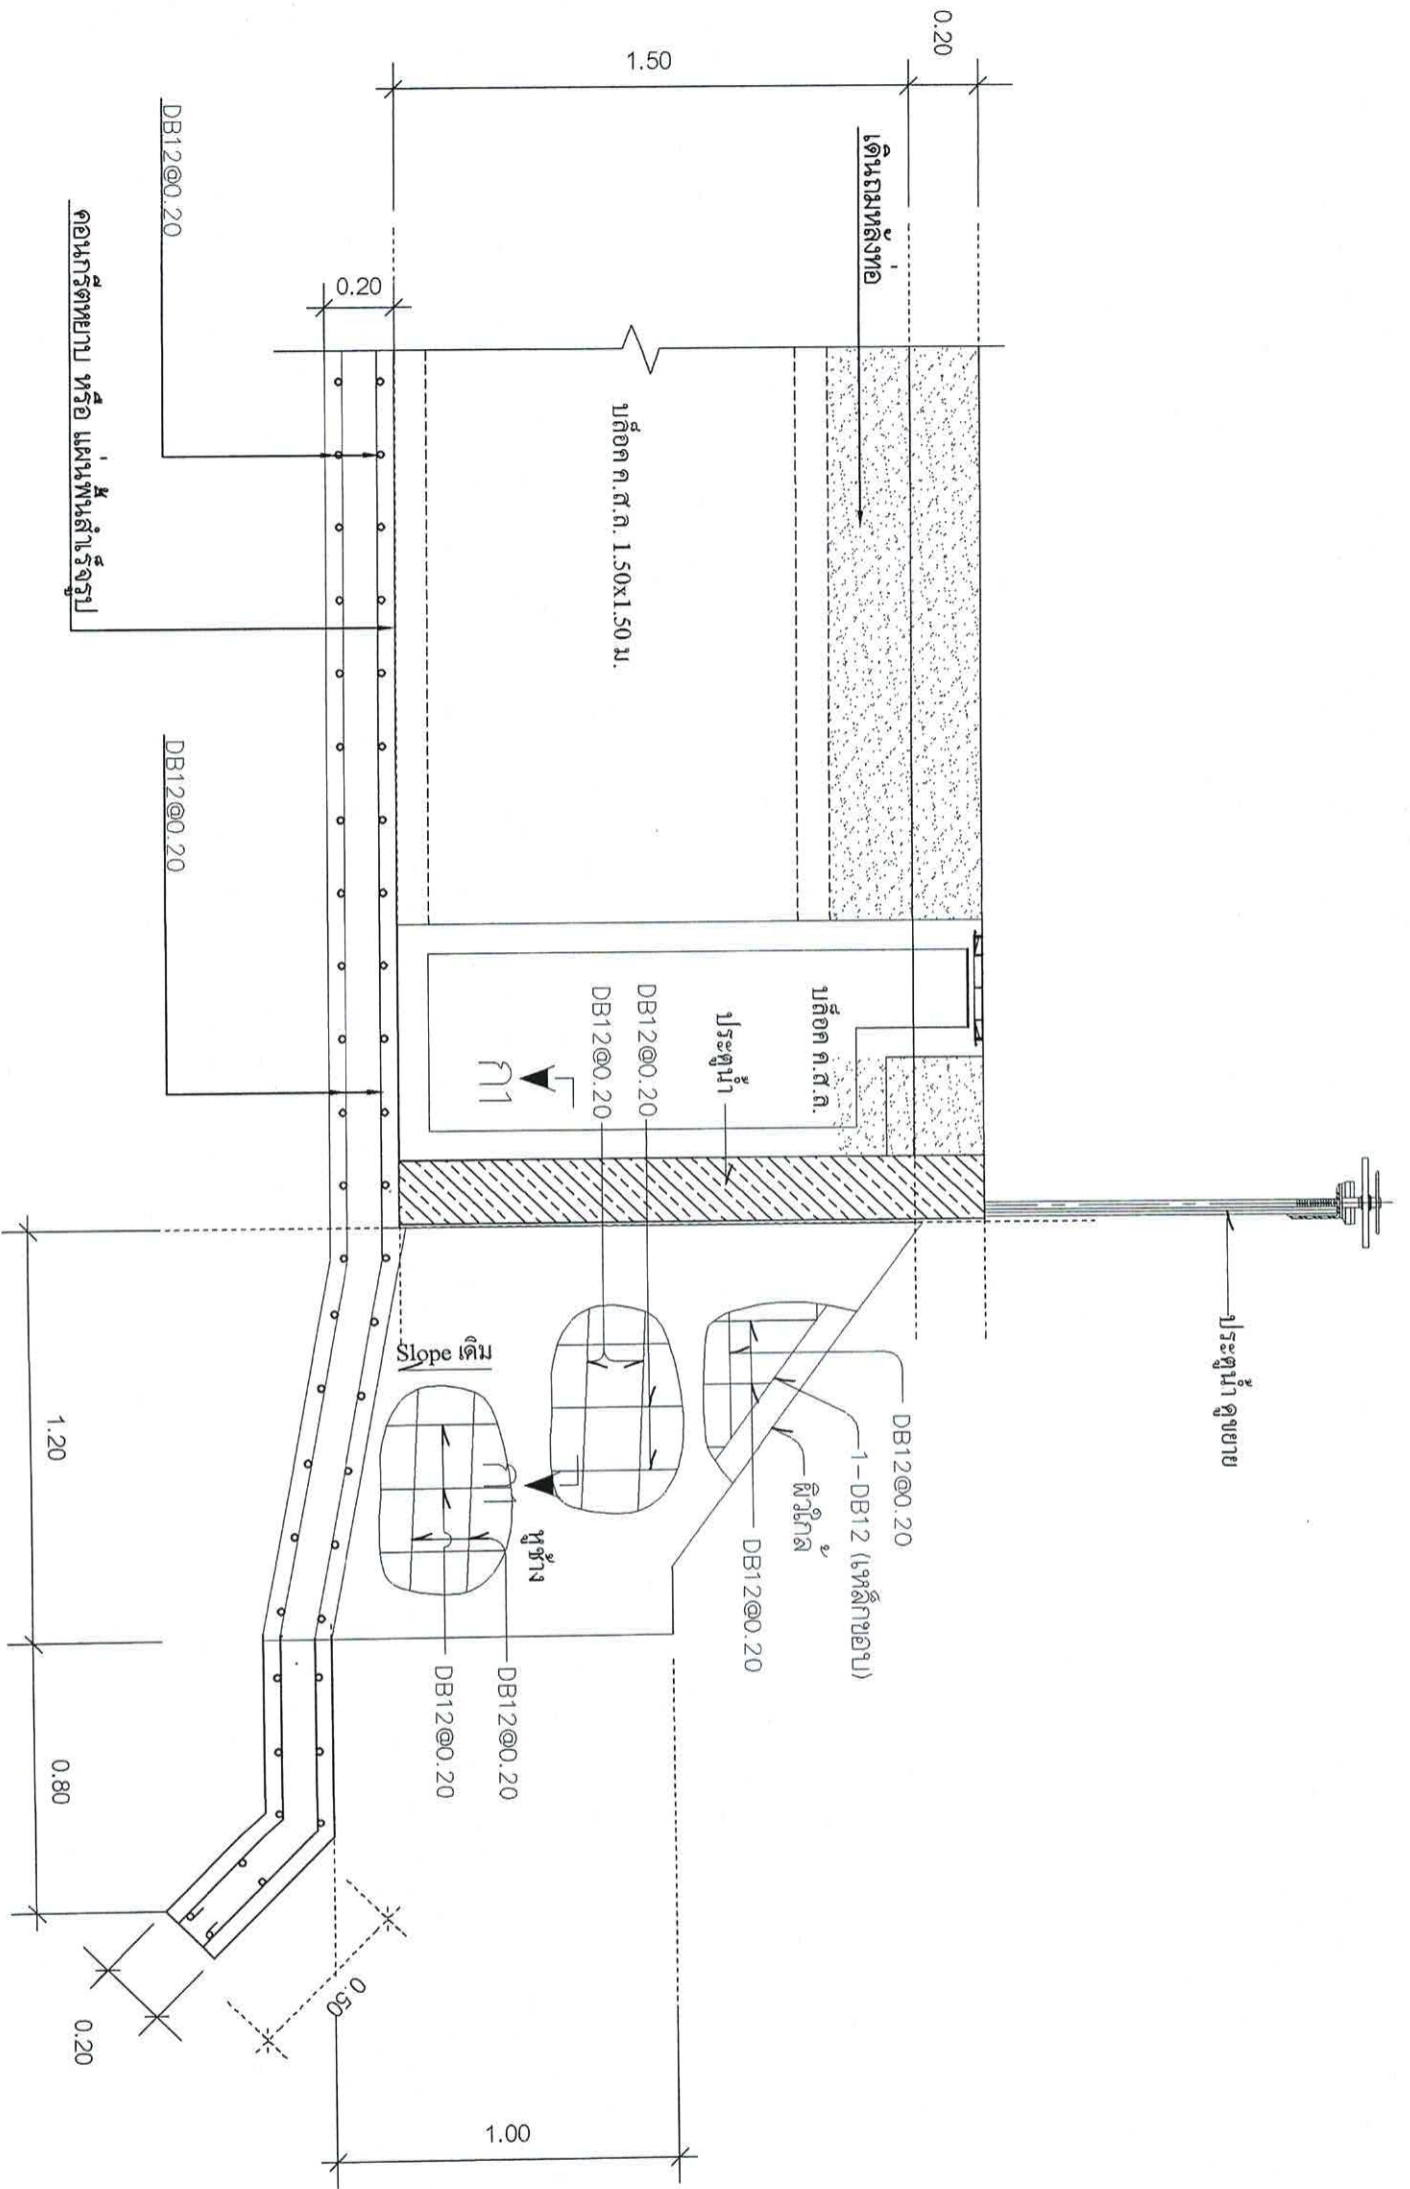 0.20
1.50
เดินถมหลังท่อ
DB12@0.20
0.20
คอนกรีตหยาบ หรือ แผ่นพื้นสำเร็จรูป
บล็อค ค.ส.ล. 1.50x1.50 ม.
DB12@0.20
บล็อค ค.ส.ล.
ประตูน้ำ
DB12@0.20
DB12@0.20
ก1
ประตูน้ำ ดูขยาย
Slope เดิม
ก1
หูช้าง
DB12@0.20
1-DB12 (เหล็กขอบ)
ผิวใกล้
DB12@0.20
DB12@0.20
DB12@0.20
1.20
0.80
0.50
0.20
1.00